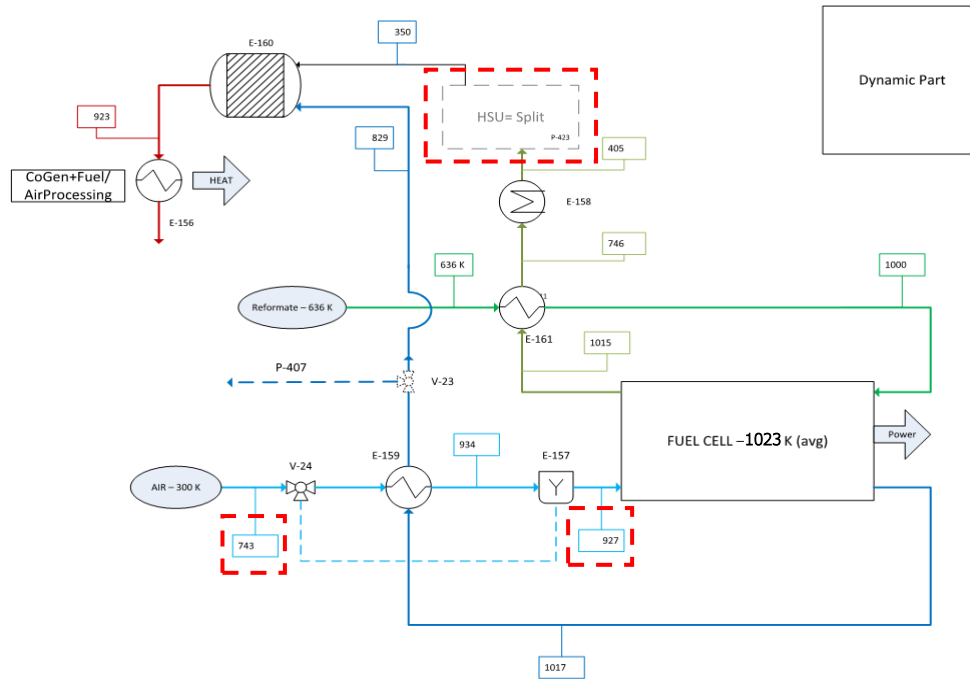 E-160
350
Dynamic Part
923
HSU= Split
P-423
829
405
CoGen+Fuel/
AirProcessing
HEAT
E-158
E-156
746
636 K
1000
Reformate – 636 K
E-161
1015
P-407
V-23
FUEL CELL –1023 K (avg)
Power
934
E-159
E-157
V-24
AIR – 300 K
Y
743
927
1017